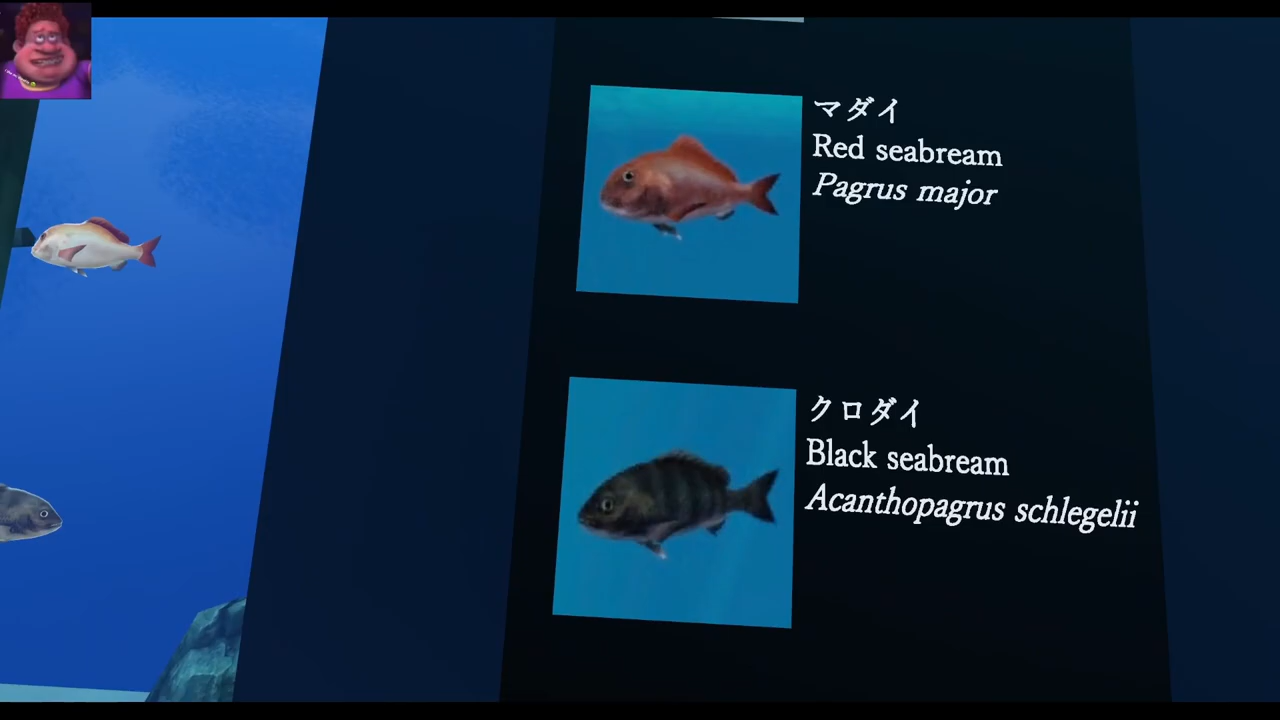 マダイ
Red seabream
Pagrus major
クロダイ
Black seabream
Acanthopagrus schlegelii